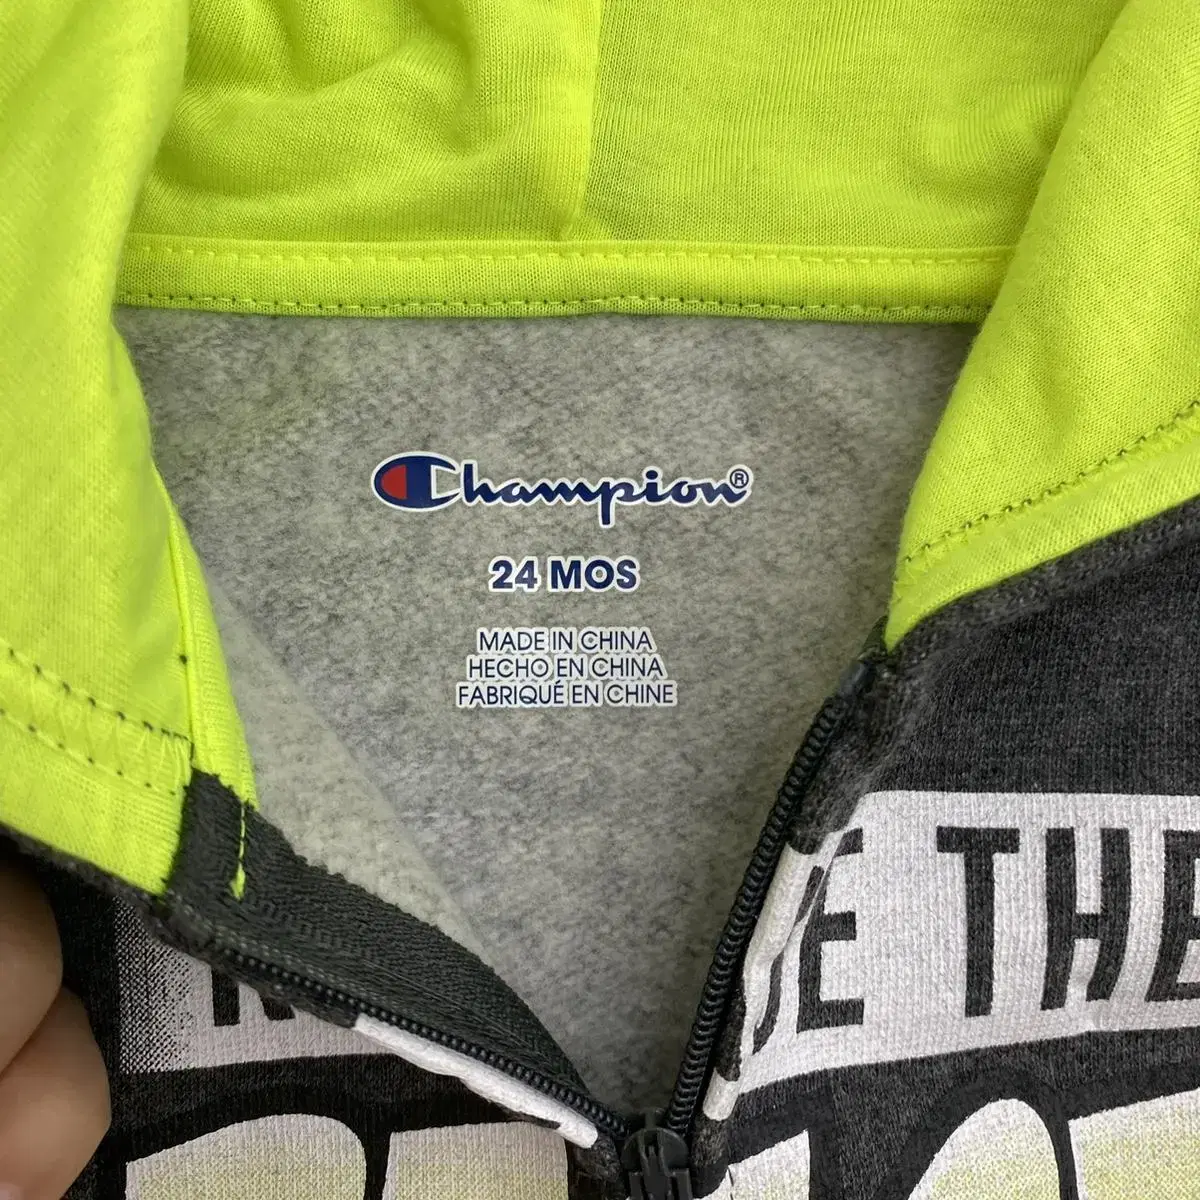 Champion®
24 MOS
MADE IN CHINA
HECHO EN CHINA
FABRIQUÉ EN CHINE
THE